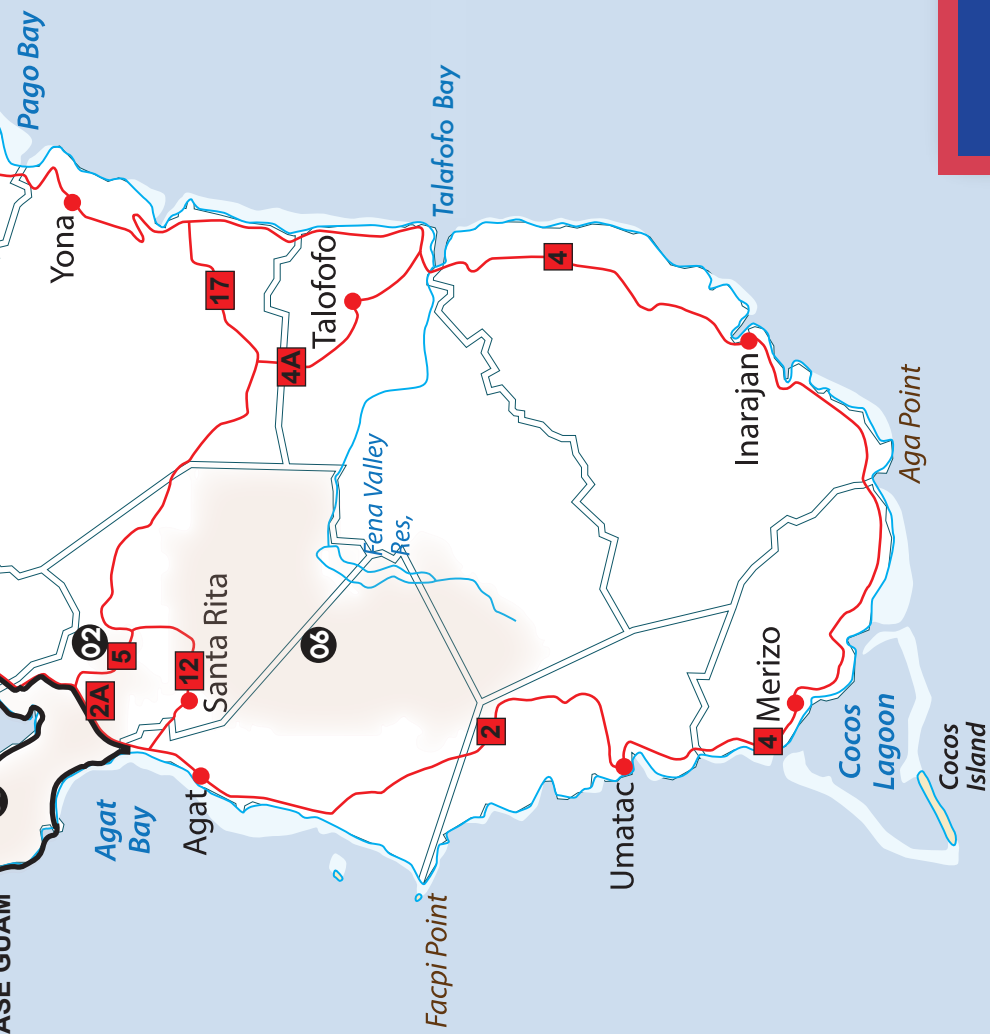 ASE GUAM
Pago Bay
Yona
17
Talofofo
4A
Talafofo Bay
4
Fena Valley
Res,
02
5
2A
12
Santa Rita
06
Agat
Bay
Agat
2
Facpi Point
Umatac
Merizo
4
Inarajan
Aga Point
Cocos
Lagoon
Cocos
Island